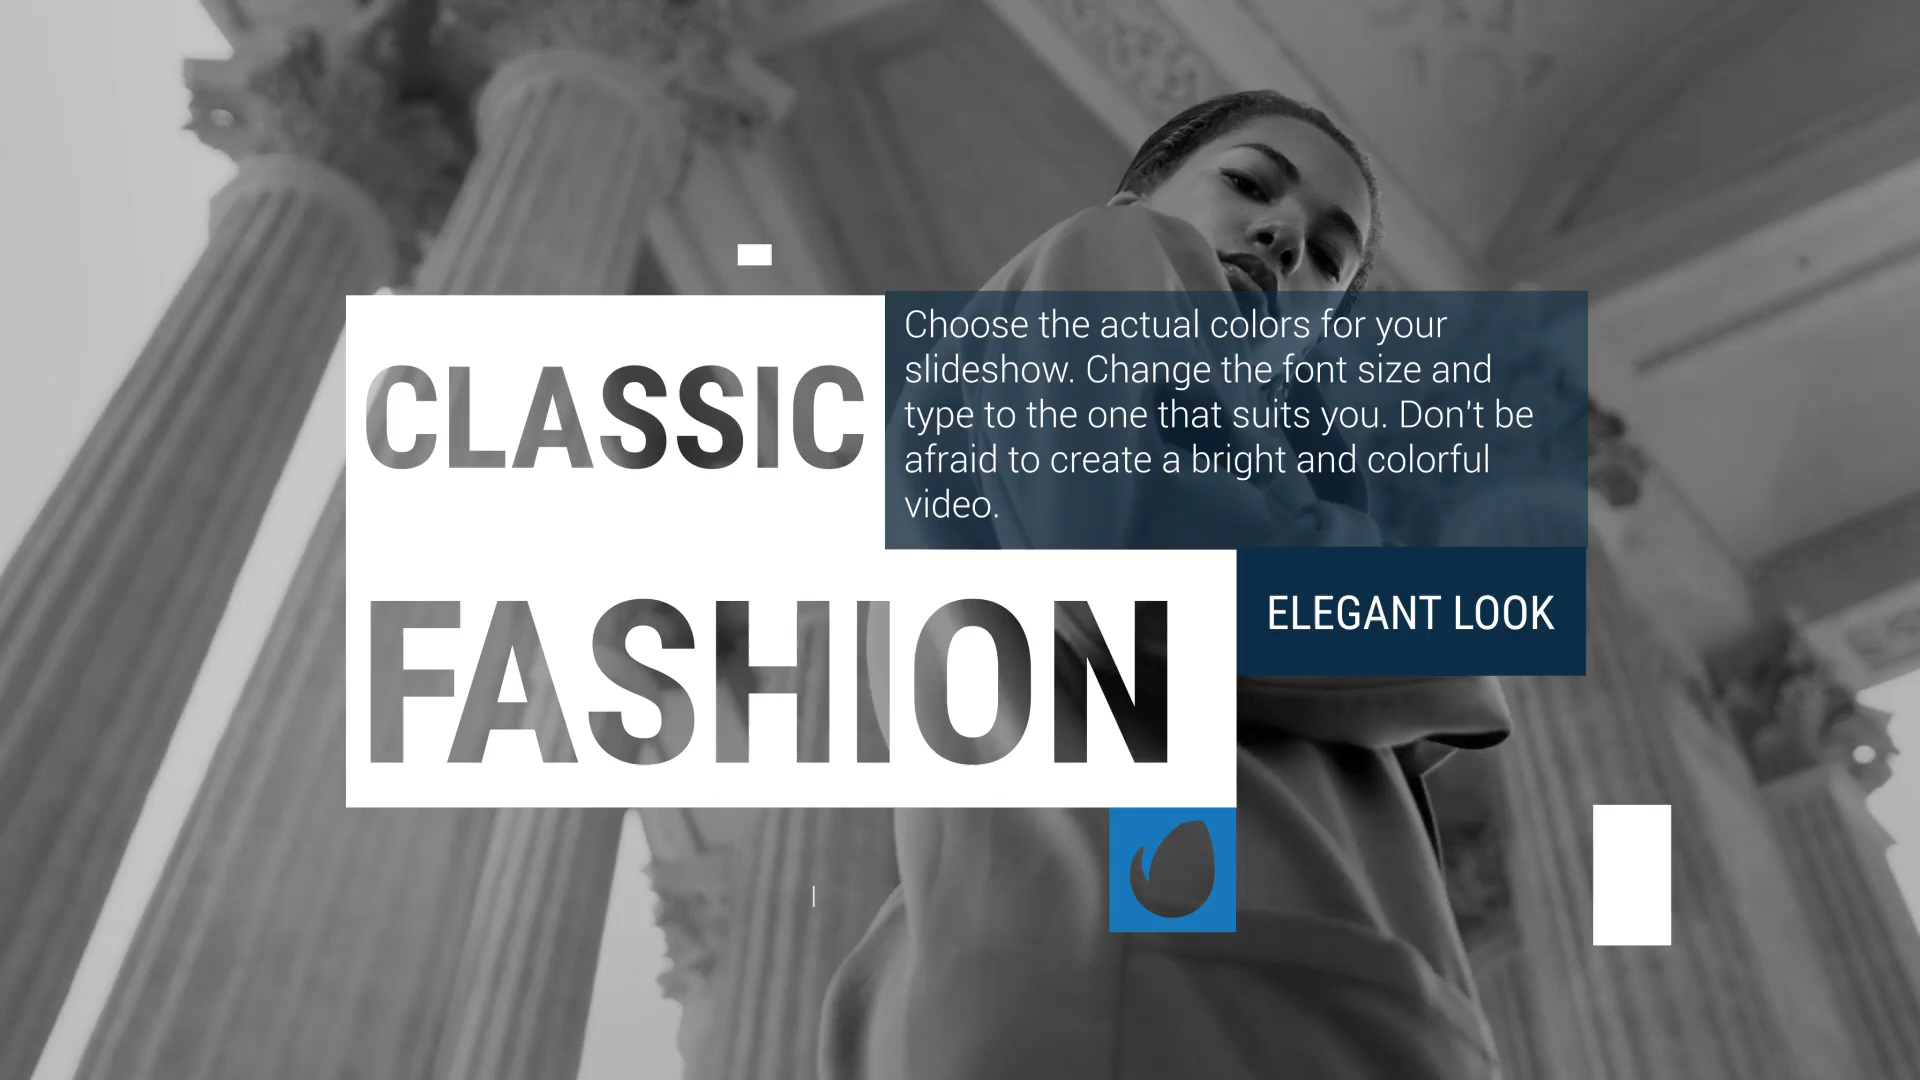 CLASSIC
Choose the actual colors for your
slideshow. Change the font size and
type to the one that suits you. Don't be
afraid to create a bright and colorful
video.
FASHION
ELEGANT LOOK